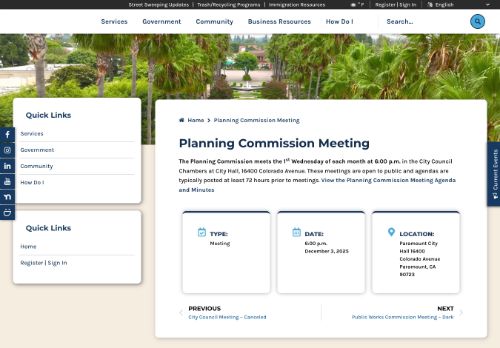 Street Sweeping Updates | Trash/Recycling Programs | Immigration Resources
° F Register | Sign In English
Services Government Community Business Resources How Do I Search...
Quick Links
Services
Government
Community
How Do I
Quick Links
Home
Register | Sign In
Home > Planning Commission Meeting
Planning Commission Meeting
The Planning Commission meets the 1st Wednesday of each month at 6:00 p.m. in the City Council
Chambers at City Hall, 16400 Colorado Avenue. These meetings are open to public and agendas are
typically posted at least 72 hours prior to meetings. View the Planning Commission Meeting Agenda
and Minutes
TYPE:
Meeting
DATE:
6:00 p.m.
December 3, 2025
LOCATION:
Paramount City
Hall 16400
Colorado Avenue
Paramount, CA
90723
PREVIOUS
City Council Meeting – Canceled
NEXT
Public Works Commission Meeting – Dark
Current Events